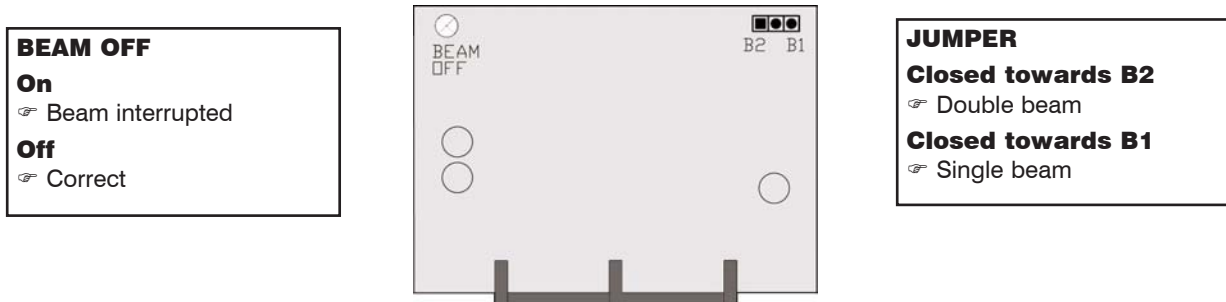 BEAM OFF
On
☞ Beam interrupted
Off
☞ Correct
BEAM
OFF
B2 B1
JUMPER
Closed towards B2
☞ Double beam
Closed towards B1
☞ Single beam